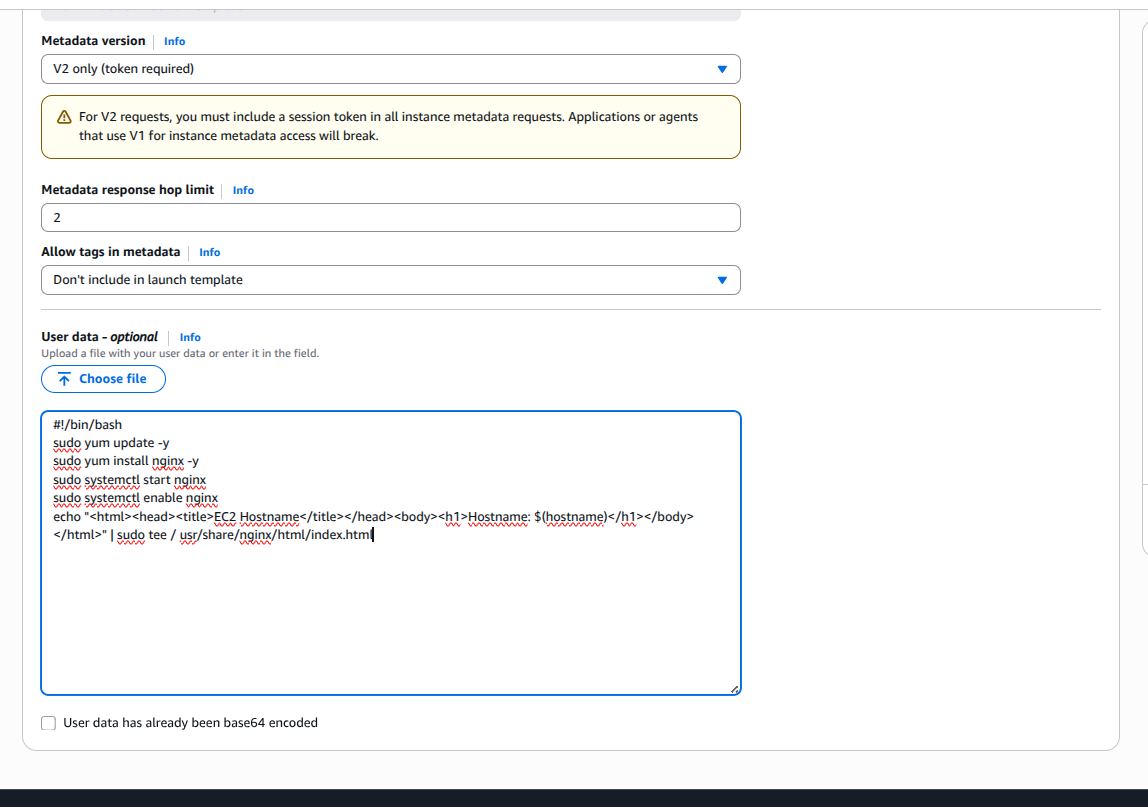 Metadata version Info
V2 only (token required)
For V2 requests, you must include a session token in all instance metadata requests. Applications or agents
that use V1 for instance metadata access will break.
Metadata response hop limit Info
2
Allow tags in metadata Info
Don't include in launch template
User data - optional Info
Upload a file with your user data or enter it in the field.
Choose file
#!/bin/bash
sudo yum update -y
sudo yum install nginx -y
sudo systemctl start nginx
sudo systemctl enable nginx
echo "<html><head><title>EC2 Hostname</title></head><body><h1>Hostname: $(hostname)</h1></body>
</html>" | sudo tee / usr/share/nginx/html/index.html
User data has already been base64 encoded